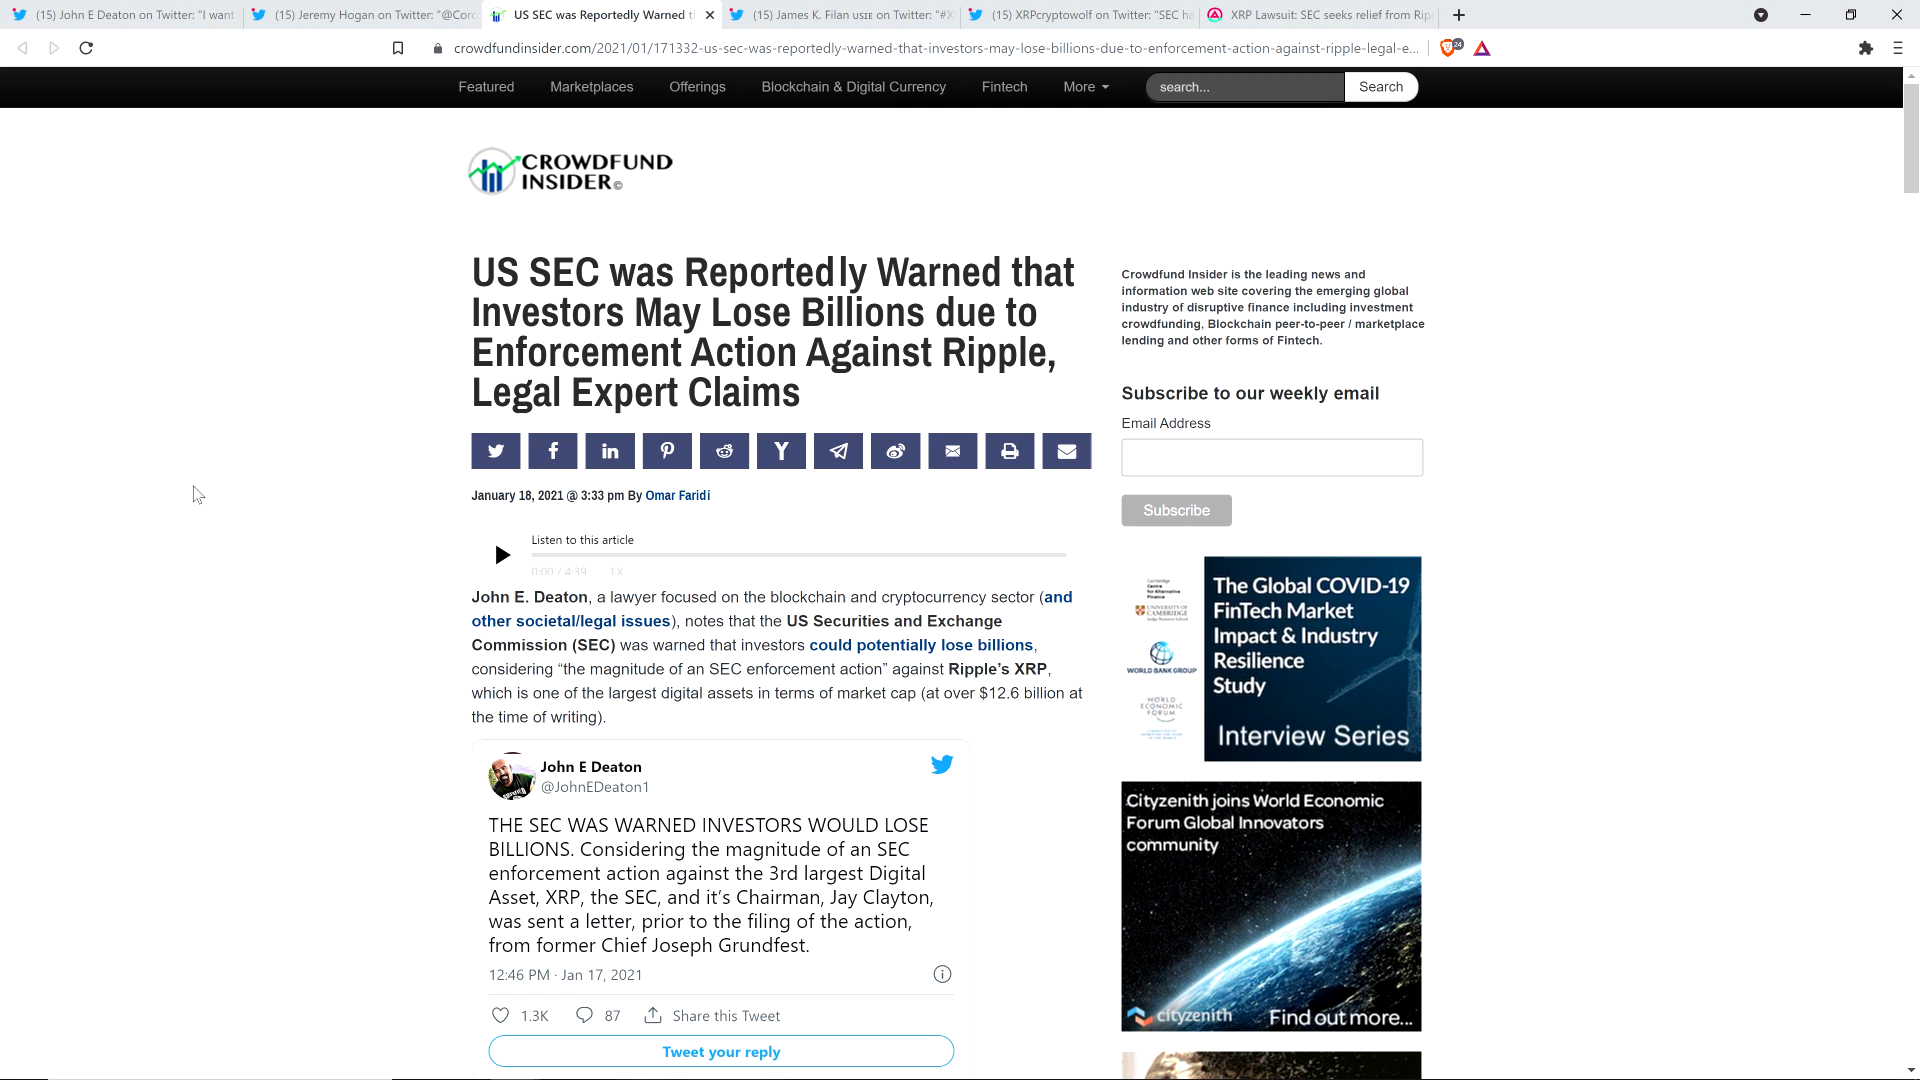 (15) John E Deaton on Twitter: "I want
(15) Jeremy Hogan on Twitter: "@Coro
US SEC was Reportedly Warned t
(15) James K. Filan on Twitter: "#X
(15) XRPcryptowolf on Twitter: "SEC ha
XRP Lawsuit: SEC seeks relief from Rip
crowdfundinsider.com/2021/01/171332-us-sec-was-reportedly-warned-that-investors-may-lose-billions-due-to-enforcement-action-against-ripple-legal-e...
24
Featured
Marketplaces
Offerings
Blockchain & Digital Currency
Fintech
More
search...
Search
CROWDFUND
INSIDER©
US SEC was Reportedly Warned that
Investors May Lose Billions due to
Enforcement Action Against Ripple,
Legal Expert Claims
January 18, 2021 @ 3:33 pm By Omar Faridi
Listen to this article
0:00 / 4:39 1X
John E. Deaton, a lawyer focused on the blockchain and cryptocurrency sector (and
other societal/legal issues), notes that the US Securities and Exchange
Commission (SEC) was warned that investors could potentially lose billions,
considering “the magnitude of an SEC enforcement action” against Ripple’s XRP,
which is one of the largest digital assets in terms of market cap (at over $12.6 billion at
the time of writing).
John E Deaton
@JohnEDeaton1
THE SEC WAS WARNED INVESTORS WOULD LOSE
BILLIONS. Considering the magnitude of an SEC
enforcement action against the 3rd largest Digital
Asset, XRP, the SEC, and it’s Chairman, Jay Clayton,
was sent a letter, prior to the filing of the action,
from former Chief Joseph Grundfest.
12:46 PM · Jan 17, 2021
1.3K
87
Share this Tweet
Tweet your reply
Crowdfund Insider is the leading news and
information web site covering the emerging global
industry of disruptive finance including investment
crowdfunding, Blockchain peer-to-peer / marketplace
lending and other forms of Fintech.
Subscribe to our weekly email
Email Address
Subscribe
UNIVERSITY OF
CAMBRIDGE
WORLD BANK GROUP
WORLD
ECONOMIC
FORUM
The Global COVID-19
FinTech Market
Impact & Industry
Resilience
Study
Interview Series
Cityzenith joins World Economic
Forum Global Innovators
community
cityzenith
Find out more...